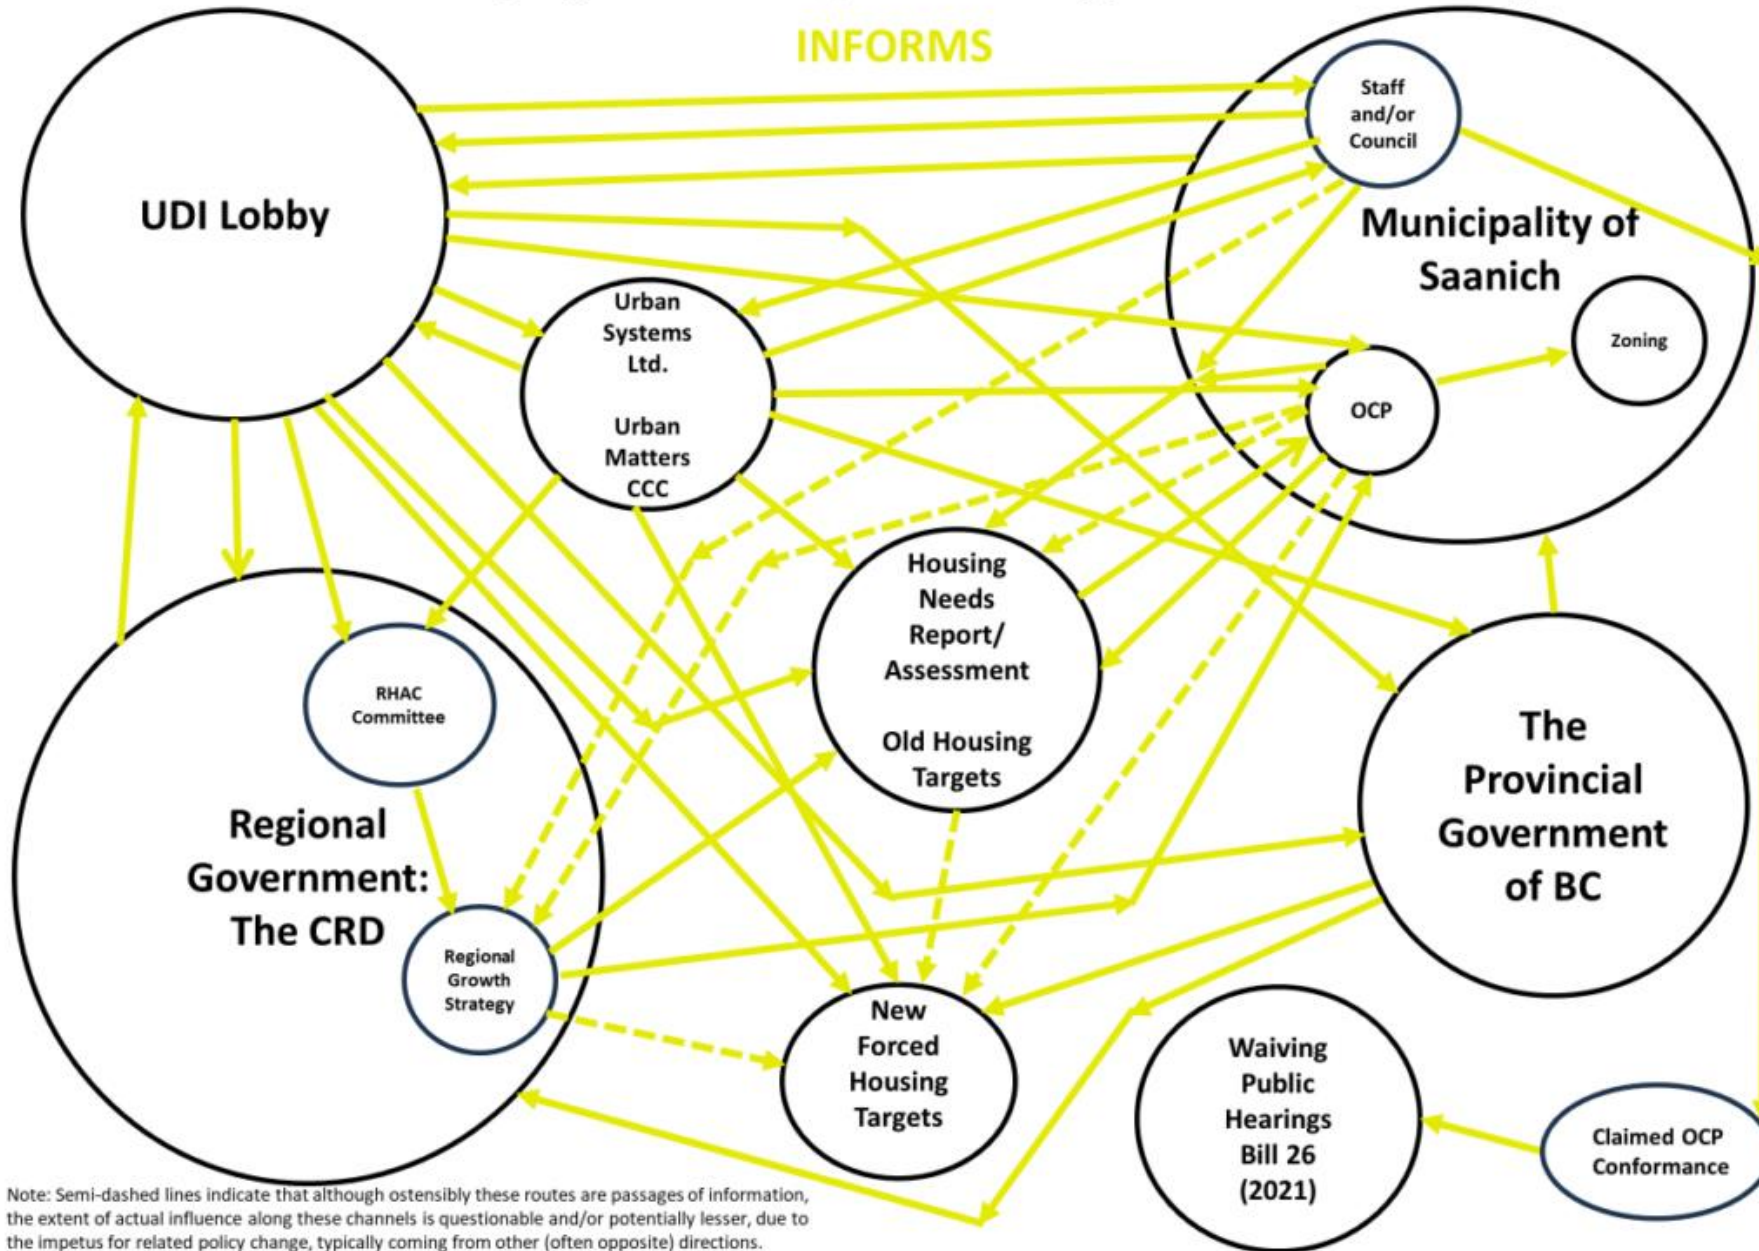 INFORMS
UDI Lobby
Staff
and/or
Council
Municipality of
Saanich
Zoning
OCP
Urban
Systems
Ltd.
Urban
Matters
CCC
Housing
Needs
Report/
Assessment
Old Housing
Targets
RHAC
Committee
Regional
Government:
The CRD
Regional
Growth
Strategy
The
Provincial
Government
of BC
New
Forced
Housing
Targets
Waiving
Public
Hearings
Bill 26
(2021)
Claimed OCP
Conformance
Note: Semi-dashed lines indicate that although ostensibly these routes are passages of information,
the extent of actual influence along these channels is questionable and/or potentially lesser, due to
the impetus for related policy change, typically coming from other (often opposite) directions.